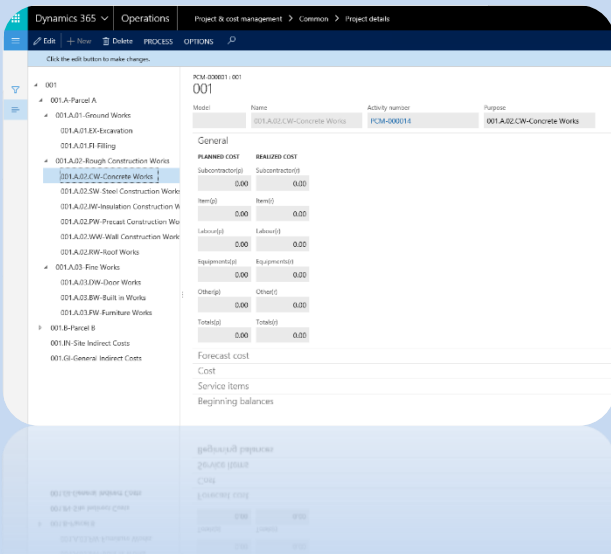 Dynamics 365 Operations Project & cost management > Common > Project details
Edit + New Delete PROCESS OPTIONS
Click the edit button to make changes.
001
001.A-Parcel A
001.A.01-Ground Works
001.A.01.EX-Excavation
001.A.01.FI-Filling
001.A.02-Rough Construction Works
001.A.02.CW-Concrete Works
001.A.02.SW-Steel Construction Works
001.A.02.IW-Insulation Construction W
001.A.02.PW-Precast Construction Wo
001.A.02.WW-Wall Construction Work
001.A.02.RW-Roof Works
001.A.03-Fine Works
001.A.03.DW-Door Works
001.A.03.BW-Built in Works
001.A.03.FW-Furniture Works
001.B-Parcel B
001.IN-Site Indirect Costs
001.GI-General Indirect Costs
PCM-000001 : 001
001
Model Name Activity number Purpose
001.A.02.CW-Concrete Works PCM-000014 001.A.02.CW-Concrete Works
General
PLANNED COST REALIZED COST
Subcontractor(p) Subcontractor(r)
0.00 0.00
Item(p) Item(r)
0.00 0.00
Labour(p) Labour(r)
0.00 0.00
Equipments(p) Equipments(r)
0.00 0.00
Other(p) Other(r)
0.00 0.00
Totals(p) Totals(r)
0.00 0.00
Forecast cost
Cost
Service items
Beginning balances